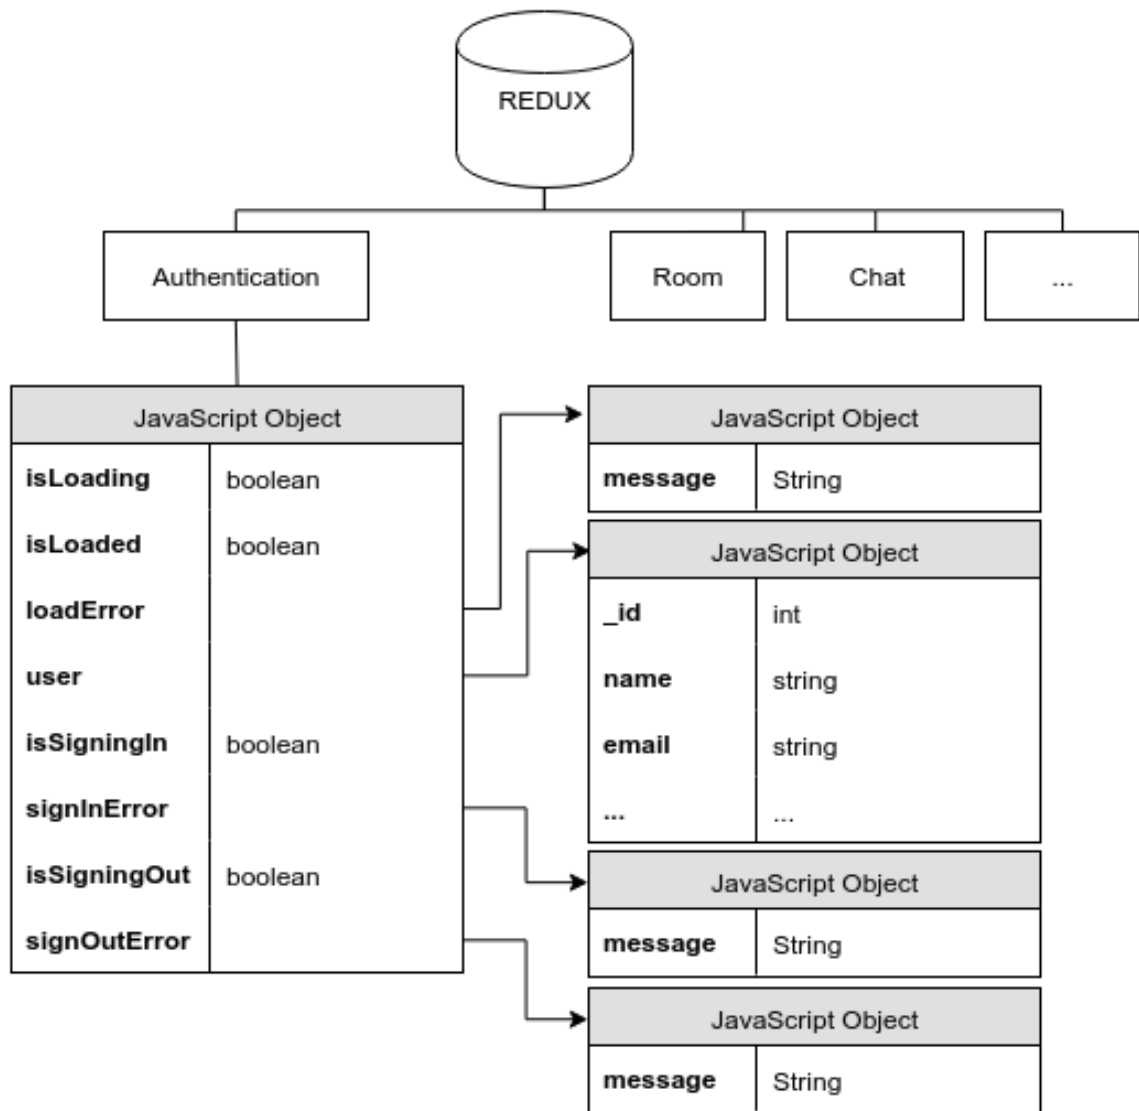 REDUX
Authentication
Room
Chat
...
JavaScript Object
isLoading boolean
isLoaded boolean
loadError
user
isSigningIn boolean
signInError
isSigningOut boolean
signOutError
JavaScript Object
message String
JavaScript Object
_id int
name string
email string
... ...
JavaScript Object
message String
JavaScript Object
message String